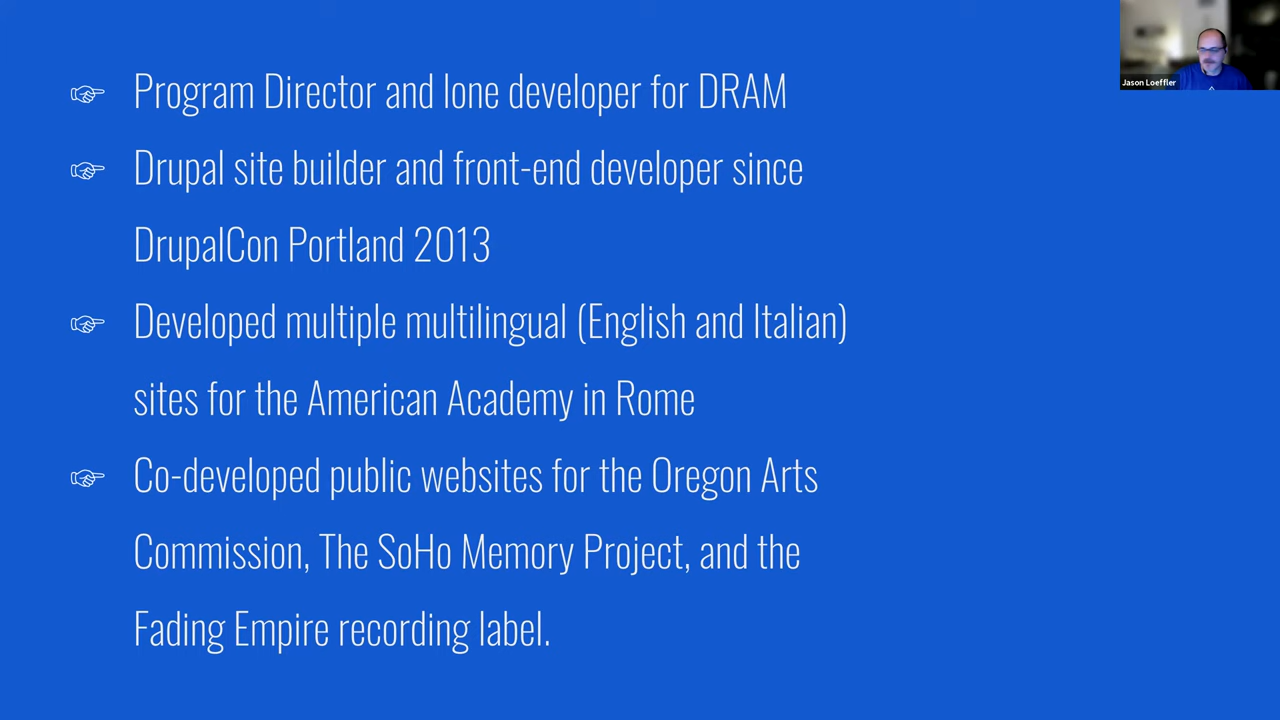 Program Director and lone developer for DRAM
Drupal site builder and front-end developer since
DrupalCon Portland 2013
Developed multiple multilingual (English and Italian)
sites for the American Academy in Rome
Co-developed public websites for the Oregon Arts
Commission, The SoHo Memory Project, and the
Fading Empire recording label.
Jason Loeffler